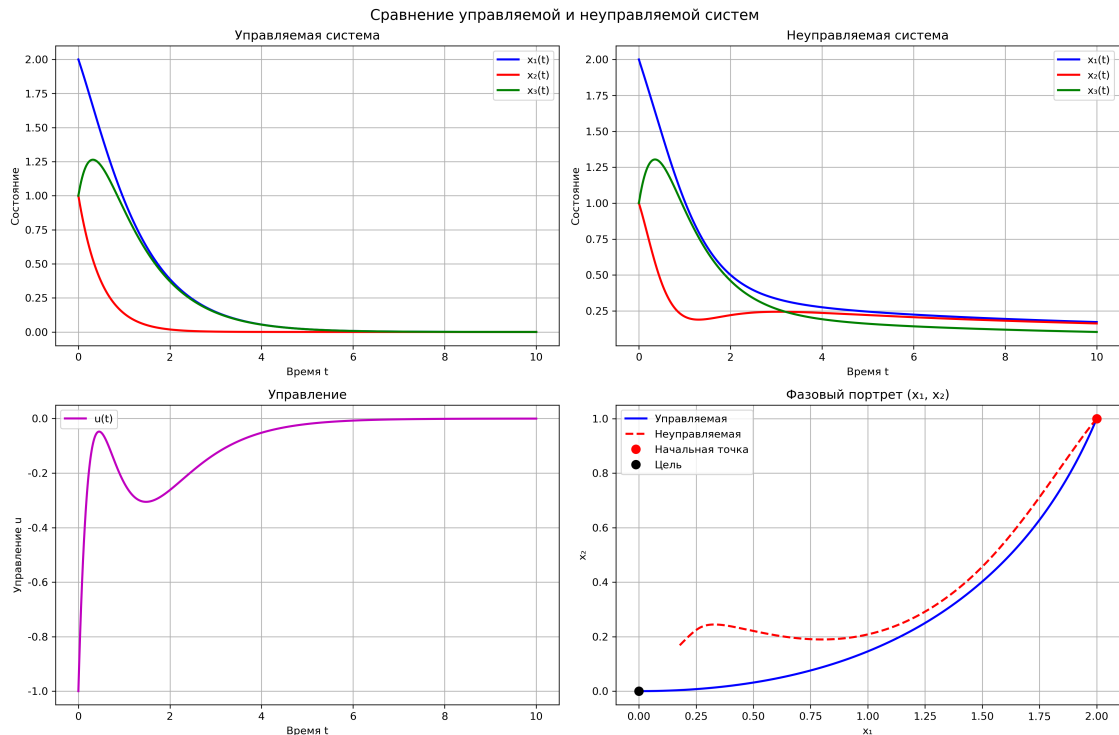 Сравнение управляемой и неуправляемой систем
Управляемая система
2.00
1.75
1.50
1.25
1.00
0.75
0.50
0.25
0.00
Состояние
x₁(t)
x₂(t)
x₃(t)
0
2
4
6
8
10
Время t
Неуправляемая система
2.00
1.75
1.50
1.25
1.00
0.75
0.50
0.25
Состояние
x₁(t)
x₂(t)
x₃(t)
0
2
4
6
8
10
Время t
Управление
0.0
-0.2
-0.4
-0.6
-0.8
-1.0
Управление u
u(t)
0
2
4
6
8
10
Время t
Фазовый портрет (x₁, x₂)
1.0
0.8
0.6
0.4
0.2
0.0
x₂
Управляемая
Неуправляемая
Начальная точка
Цель
0.00
0.25
0.50
0.75
1.00
1.25
1.50
1.75
2.00
x₁